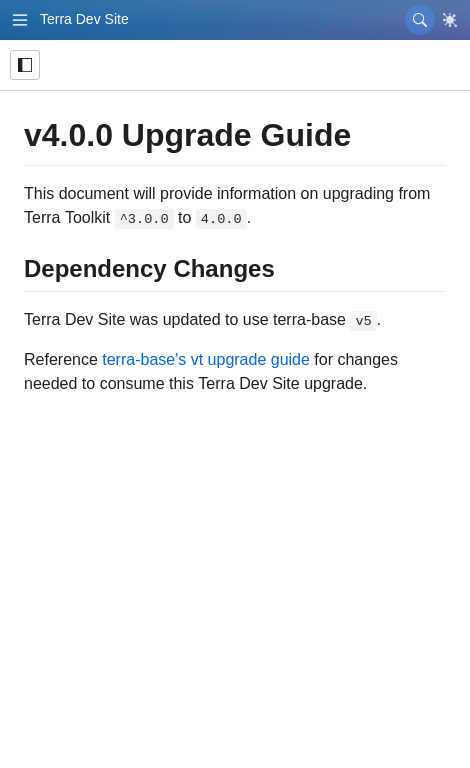 Terra Dev Site
v4.0.0 Upgrade Guide
This document will provide information on upgrading from
Terra Toolkit ^3.0.0 to 4.0.0.
Dependency Changes
Terra Dev Site was updated to use terra-base v5.
Reference terra-base's vt upgrade guide for changes
needed to consume this Terra Dev Site upgrade.